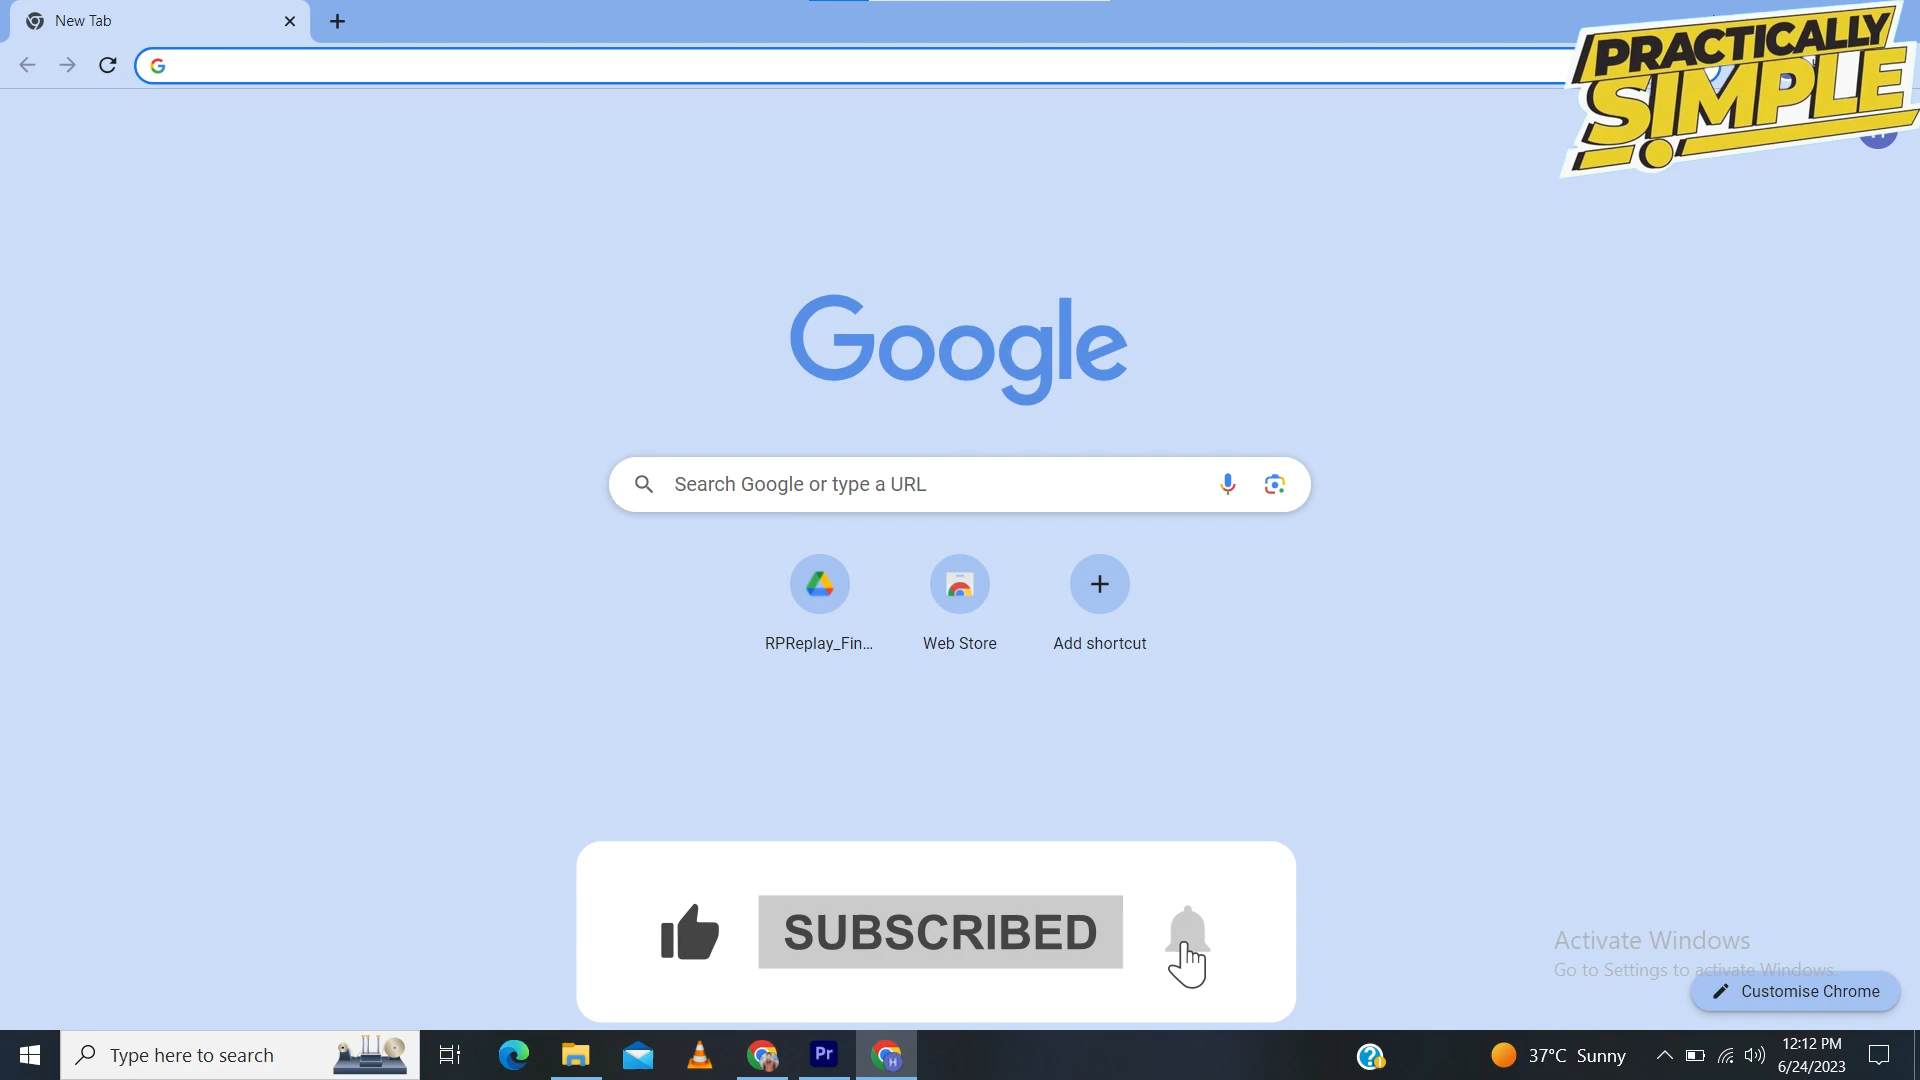 New Tab
PRACTICALLY
SIMPLE
Google
Search Google or type a URL
RPReplay_Fin...
Web Store
Add shortcut
SUBSCRIBED
Activate Windows
Go to Settings to activate Windows.
Customise Chrome
Type here to search
Pr
H
37°C Sunny
12:12 PM
6/24/2023